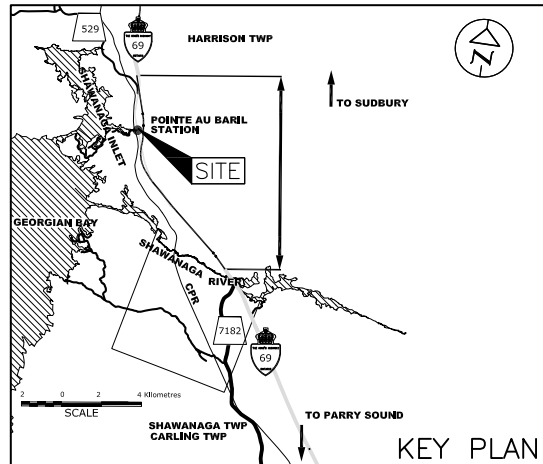 529
69
HARRISON TWP
N
TO SUDBURY
SHAWANAGA INLET
POINTE AU BARIL
STATION
SITE
GEORGIAN BAY
SHAWANAGA
RIVER
CPR
7182
69
2 0 2 4 Kilometres
SCALE
SHAWANAGA TWP
CARLING TWP
TO PARRY SOUND
KEY PLAN